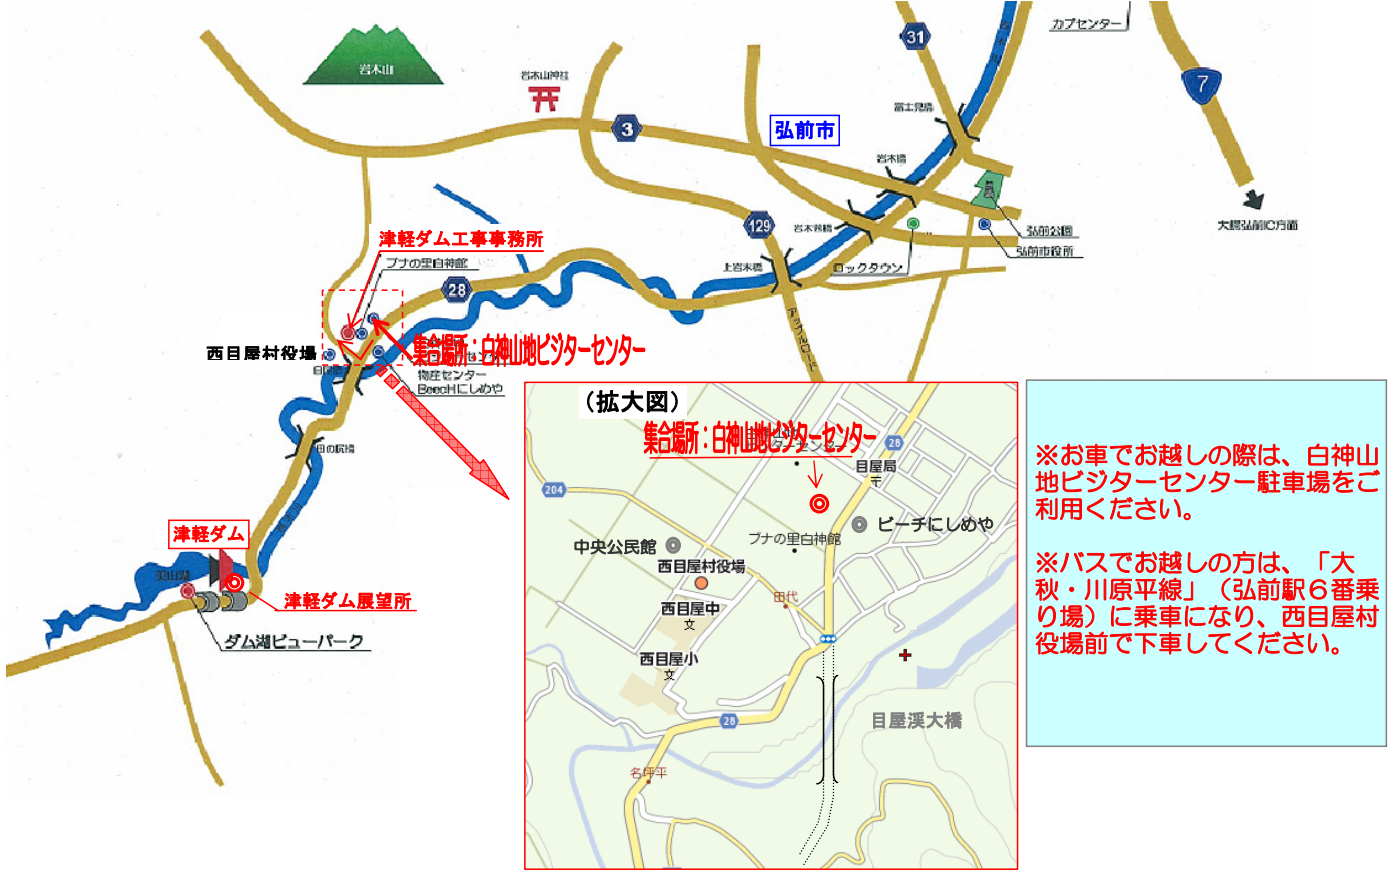 カブセンター
31
7
岩木山
岩木山神社
富士見橋
3
弘前市
岩木橋
大鰐弘前IC方面
129
岩木茜橋
弘前公園
津軽ダム工事事務所
弘前市役所
ブナの里白神館
上岩木橋
ロックタウン
28
アップルロード
西目屋村役場
集合場所：白神山地ビジターセンター
物産センター
BeecHにしめや
田の尻橋
津軽ダム
美山湖
津軽ダム展望所
ダム湖ビューパーク
（拡大図）
集合場所：白神山地ビジターセンター
28
目屋局
204
ビーチにしめや
ブナの里白神館
中央公民館
西目屋村役場
田代
西目屋中
文
西目屋小
文
28
目屋渓大橋
名坪平
※お車でお越しの際は、白神山
地ビジターセンター駐車場をご
利用ください。
※バスでお越しの方は、「大
秋・川原平線」（弘前駅６番乗
り場）に乗車になり、西目屋村
役場前で下車してください。